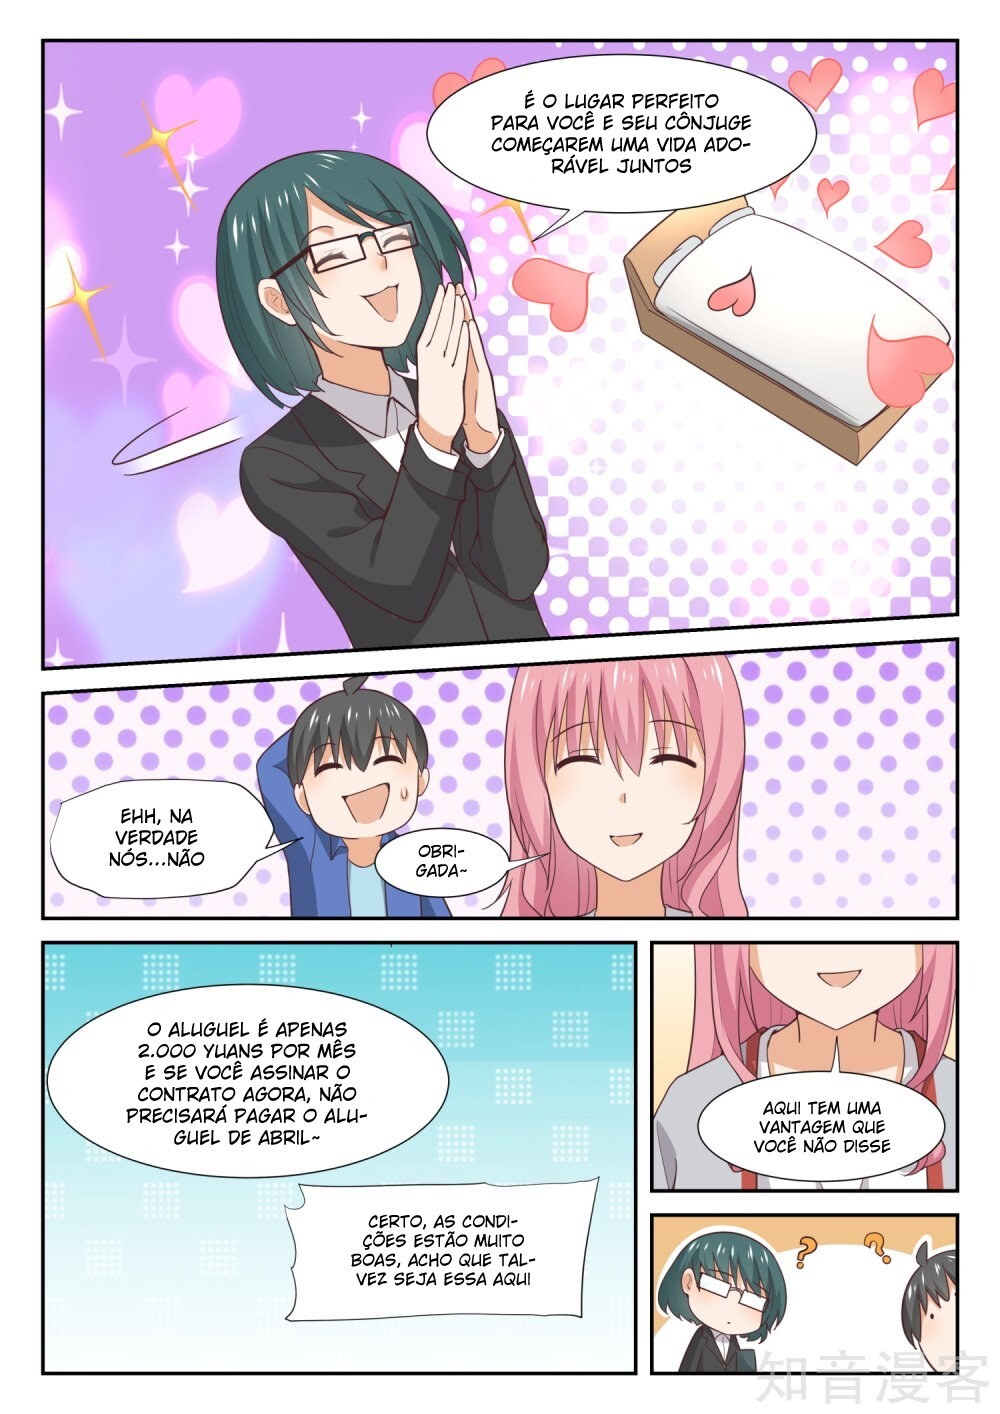 É O LUGAR PERFEITO
PARA VOCÊ E SEU CÔNJUGE
COMEÇAREM UMA VIDA ADO-
RÁVEL JUNTOS
EHH, NA
VERDADE
NÓS...NÃO
OBRI-
GADA~
O ALUGUEL É APENAS
2.000 YUANS POR MÊS
E SE VOCÊ ASSINAR O
CONTRATO AGORA, NÃO
PRECISARÁ PAGAR O ALU-
GUEL DE ABRIL~
CERTO, AS CONDI-
ÇÕES ESTÃO MUITO
BOAS, ACHO QUE TAL-
VEZ SEJA ESSA AQUI
AQUI TEM UMA
VANTAGEM QUE
VOCÊ NÃO DISSE
? ?
知音漫客